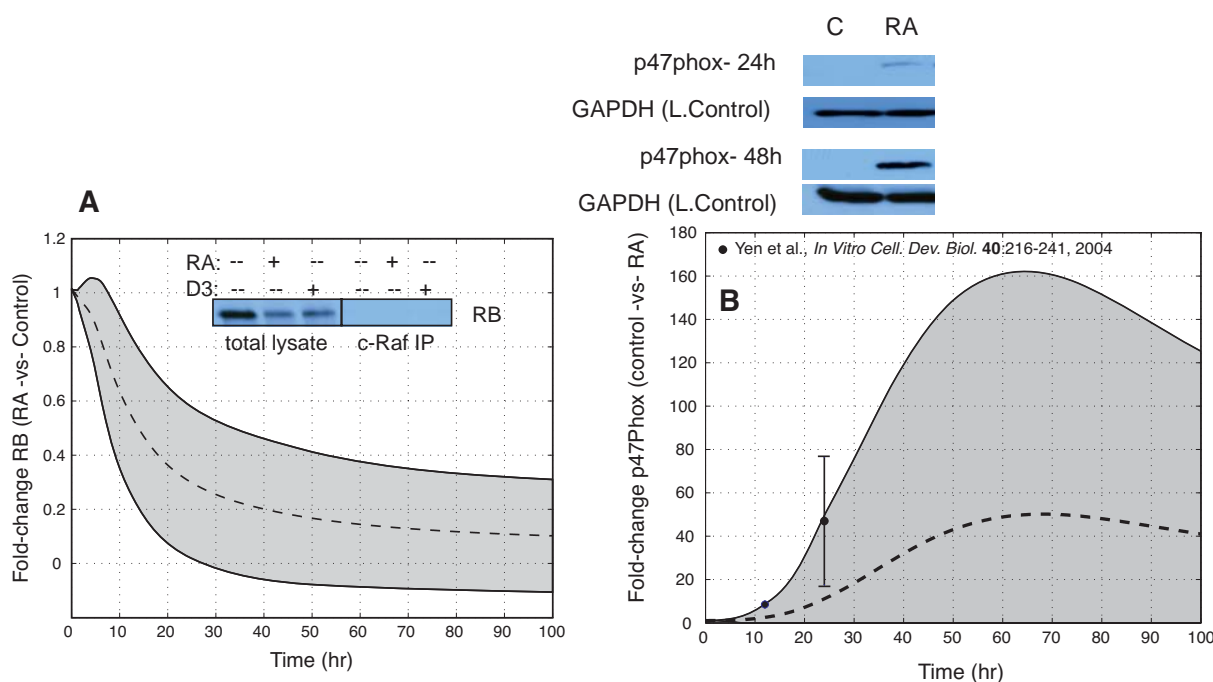 C RA
p47phox- 24h
GAPDH (L.Control)
p47phox- 48h
GAPDH (L.Control)
A
Fold-change RB (RA -vs- Control)
1.2
1
0.8
0.6
0.4
0.2
0
RA: -- + -- -- + --
D3: -- -- + -- -- +
RB
total lysate c-Raf IP
0 10 20 30 40 50 60 70 80 90 100
Time (hr)
B
Fold-change p47Phox (control -vs- RA)
180
160
140
120
100
80
60
40
20
0
Yen et al., In Vitro Cell. Dev. Biol. 40:216-241, 2004
0 10 20 30 40 50 60 70 80 90 100
Time (hr)